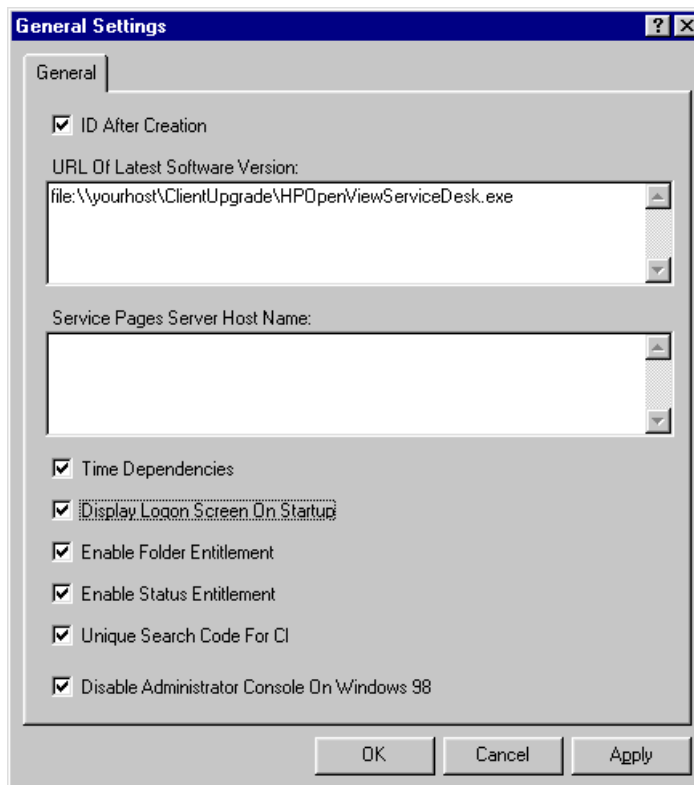 General Settings
General
ID After Creation
URL Of Latest Software Version:
file:\\yourhost\ClientUpgrade\HPOpenViewServiceDesk.exe
Service Pages Server Host Name:
Time Dependencies
Display Logon Screen On Startup
Enable Folder Entitlement
Enable Status Entitlement
Unique Search Code For CI
Disable Administrator Console On Windows 98
OK Cancel Apply